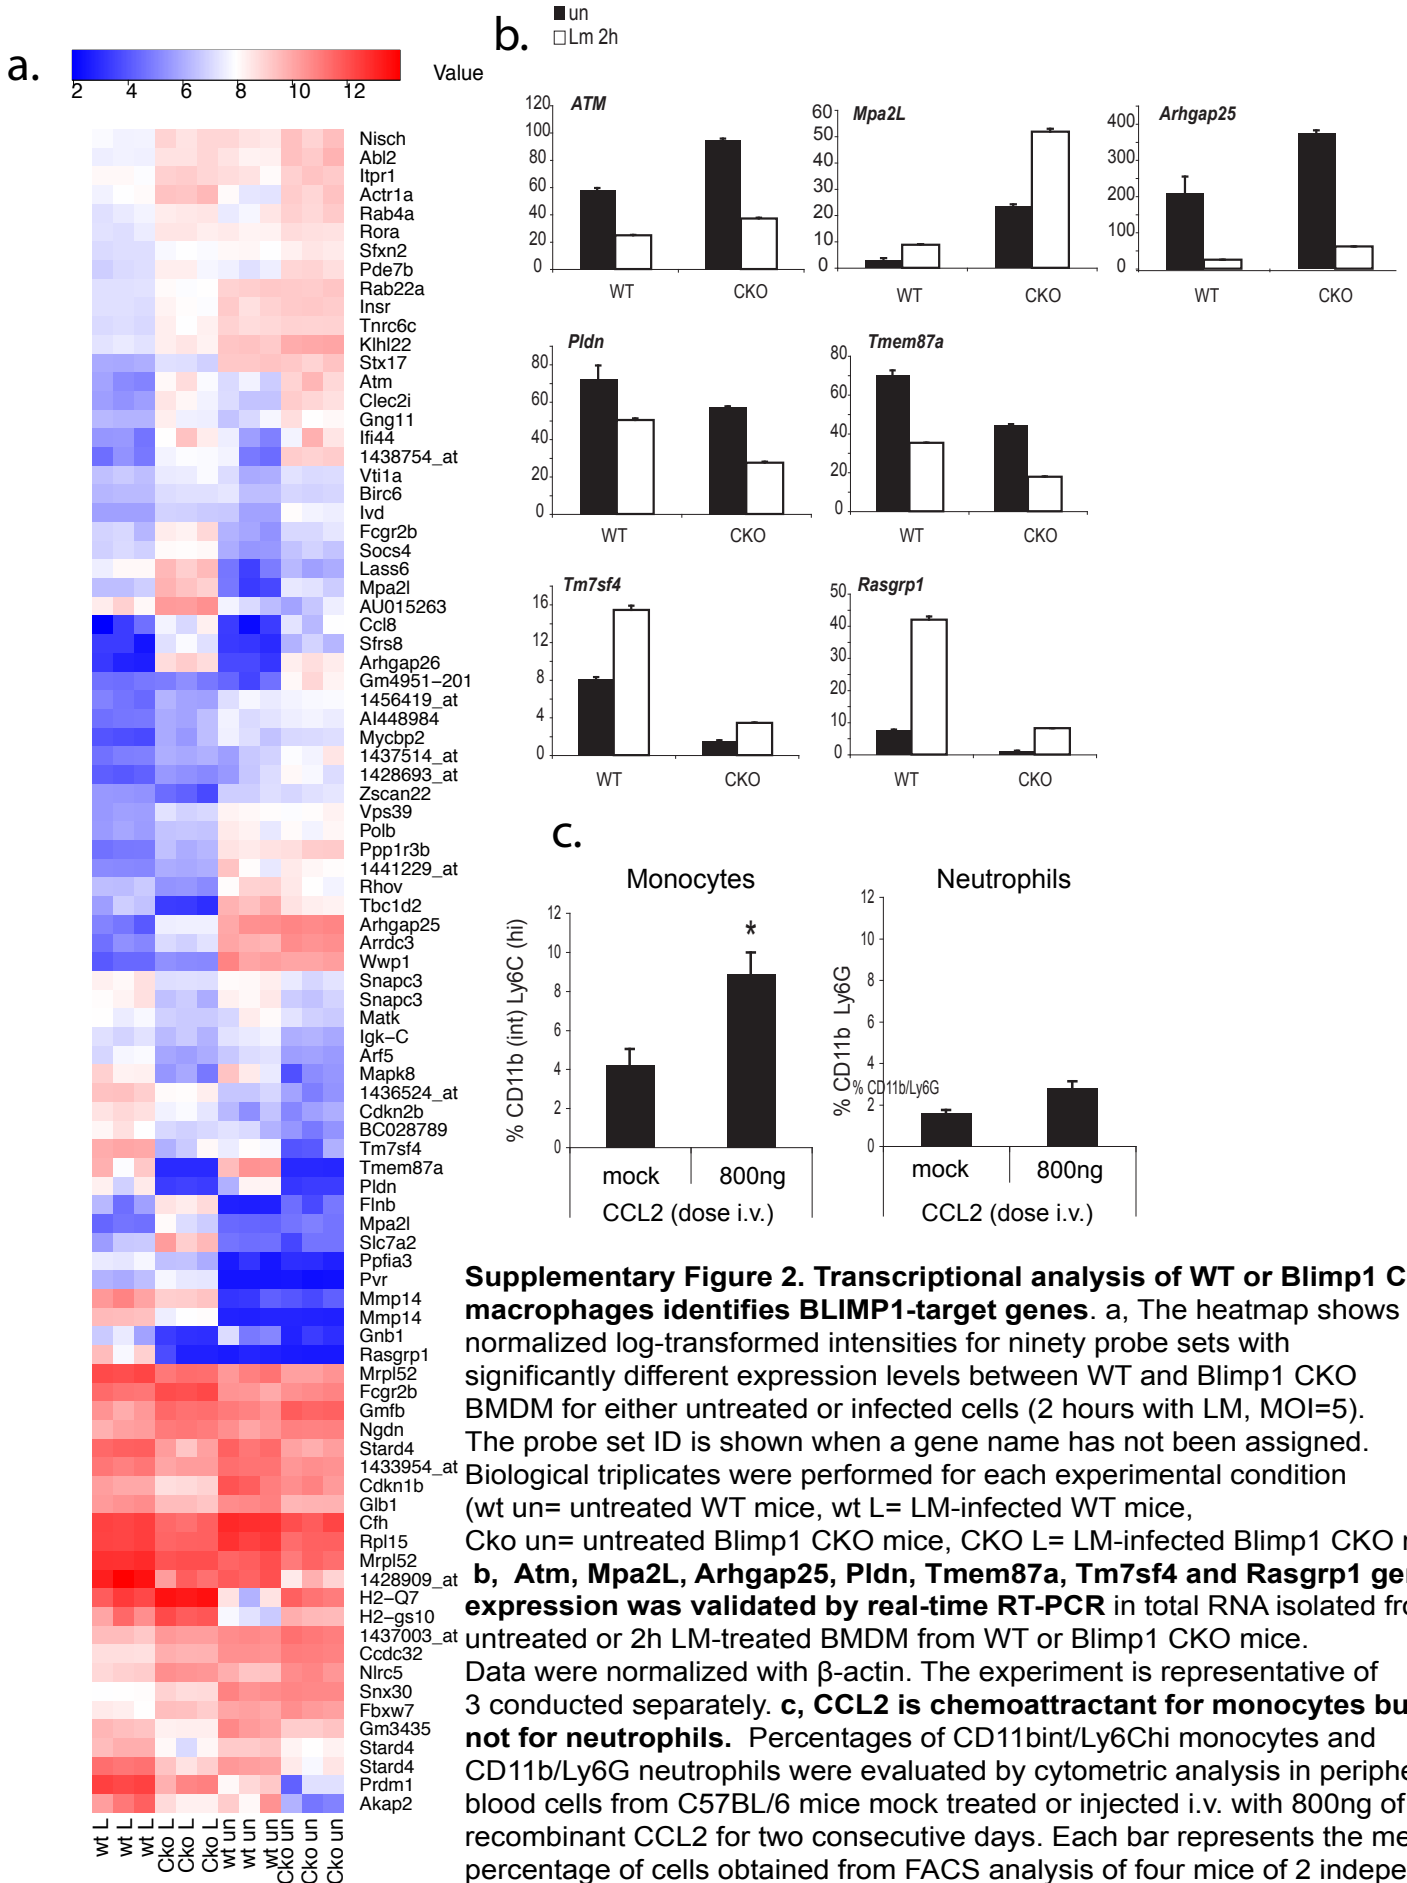 a.
2 4 6 8 10 12
Value
Nisch
Abl2
Itpr1
Actr1a
Rab4a
Rora
Sfxn2
Pde7b
Rab22a
Insr
Tnrc6c
Klhl22
Stx17
Atm
Clec2i
Gng11
Ifi44
1438754_at
Vti1a
Birc6
Ivd
Fcgr2b
Socs4
Lass6
Mpa2l
AU015263
Ccl8
Sfrs8
Arhgap26
Gm4951-201
1456419_at
AI448984
Mycbp2
1437514_at
1428693_at
Zscan22
Vps39
Polb
Ppp1r3b
1441229_at
Rhov
Tbc1d2
Arhgap25
Arrdc3
Wwp1
Snapc3
Snapc3
Matk
Igk-C
Arf5
Mapk8
1436524_at
Cdkn2b
BC028789
Tm7sf4
Tmem87a
Pldn
Flnb
Mpa2l
Slc7a2
Ppfia3
Pvr
Mmp14
Mmp14
Gnb1
Rasgrp1
Mrpl52
Fcgr2b
Gmfb
Ngdn
Stard4
1433954_at
Cdkn1b
Glb1
Cfh
Rpl15
Mrpl52
1428909_at
H2-Q7
H2-gs10
1437003_at
Ccdc32
Nlrc5
Snx30
Fbxw7
Gm3435
Stard4
Stard4
Prdm1
Akap2
wt L
wt L
wt L
Cko L
Cko L
Cko L
wt un
wt un
wt un
Cko un
Cko un
Cko un
b.
un
Lm 2h
ATM
120
100
80
60
40
20
0
WT CKO
Mpa2L
60
50
40
30
20
10
0
WT CKO
Arhgap25
400
300
200
100
0
WT CKO
Pldn
80
60
40
20
0
WT CKO
Tmem87a
80
60
40
20
0
WT CKO
Tm7sf4
16
12
8
4
0
WT CKO
Rasgrp1
50
40
30
20
10
0
WT CKO
c.
Monocytes
% CD11b (int) Ly6C (hi)
12
10
8
6
4
2
0
*
mock 800ng
CCL2 (dose i.v.)
Neutrophils
% CD11b Ly6G
% CD11b/Ly6G
12
10
8
6
4
2
0
mock 800ng
CCL2 (dose i.v.)
Supplementary Figure 2. Transcriptional analysis of WT or Blimp1 C
macrophages identifies BLIMP1-target genes. a, The heatmap shows
normalized log-transformed intensities for ninety probe sets with
significantly different expression levels between WT and Blimp1 CKO
BMDM for either untreated or infected cells (2 hours with LM, MOI=5).
The probe set ID is shown when a gene name has not been assigned.
Biological triplicates were performed for each experimental condition
(wt un= untreated WT mice, wt L= LM-infected WT mice,
Cko un= untreated Blimp1 CKO mice, CKO L= LM-infected Blimp1 CKO
b, Atm, Mpa2L, Arhgap25, Pldn, Tmem87a, Tm7sf4 and Rasgrp1 ge
expression was validated by real-time RT-PCR in total RNA isolated fr
untreated or 2h LM-treated BMDM from WT or Blimp1 CKO mice.
Data were normalized with β-actin. The experiment is representative of
3 conducted separately. c, CCL2 is chemoattractant for monocytes bu
not for neutrophils. Percentages of CD11bint/Ly6Chi monocytes and
CD11b/Ly6G neutrophils were evaluated by cytometric analysis in periphe
blood cells from C57BL/6 mice mock treated or injected i.v. with 800ng of
recombinant CCL2 for two consecutive days. Each bar represents the me
percentage of cells obtained from FACS analysis of four mice of 2 indepe